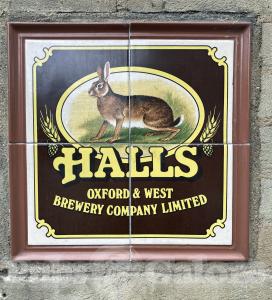 HALLS
OXFORD & WEST
BREWERY COMPANY LIMITED